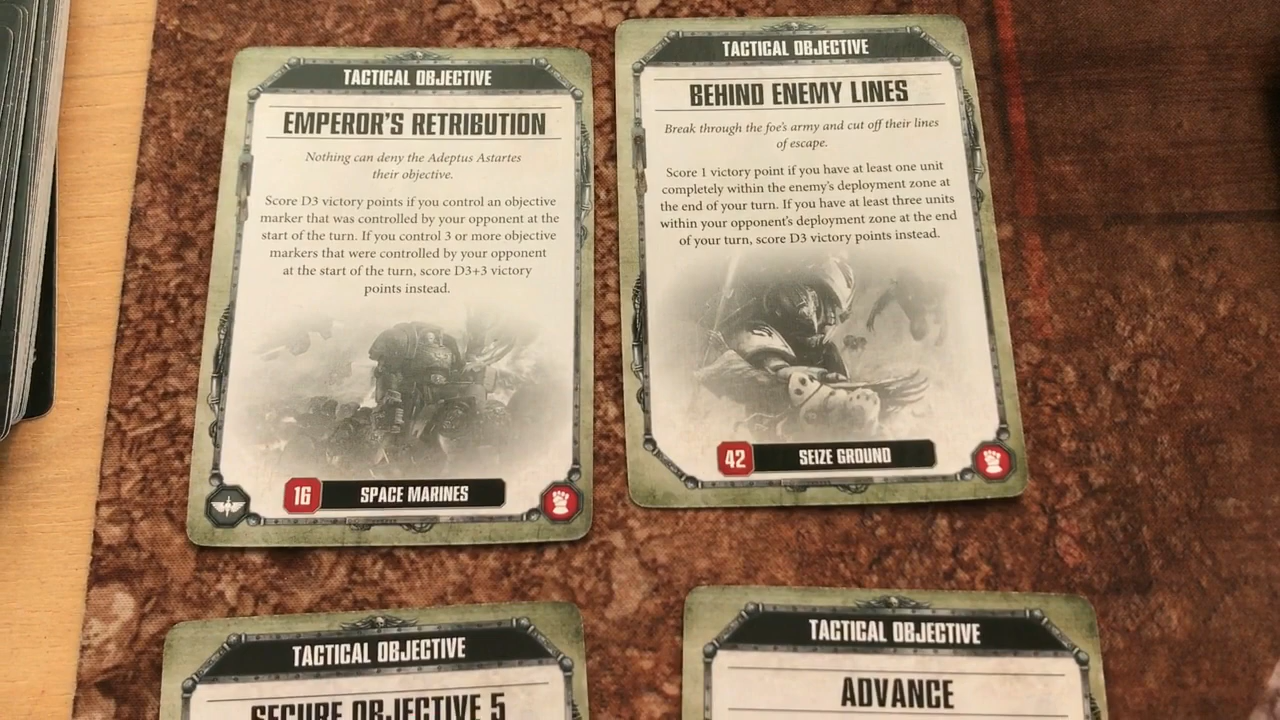 TACTICAL OBJECTIVE
EMPEROR'S RETRIBUTION
Nothing can deny the Adeptus Astartes
their objective.
Score D3 victory points if you control an objective
marker that was controlled by your opponent at the
start of the turn. If you control 3 or more objective
markers that were controlled by your opponent
at the start of the turn, score D3+3 victory
points instead.
16 SPACE MARINES
TACTICAL OBJECTIVE
BEHIND ENEMY LINES
Break through the foe's army and cut off their lines
of escape.
Score 1 victory point if you have at least one unit
completely within the enemy's deployment zone at
the end of your turn. If you have at least three units
within your opponent's deployment zone at the end
of your turn, score D3 victory points instead.
42 SEIZE GROUND
TACTICAL OBJECTIVE
SECURE OBJECTIVE 5
TACTICAL OBJECTIVE
ADVANCE